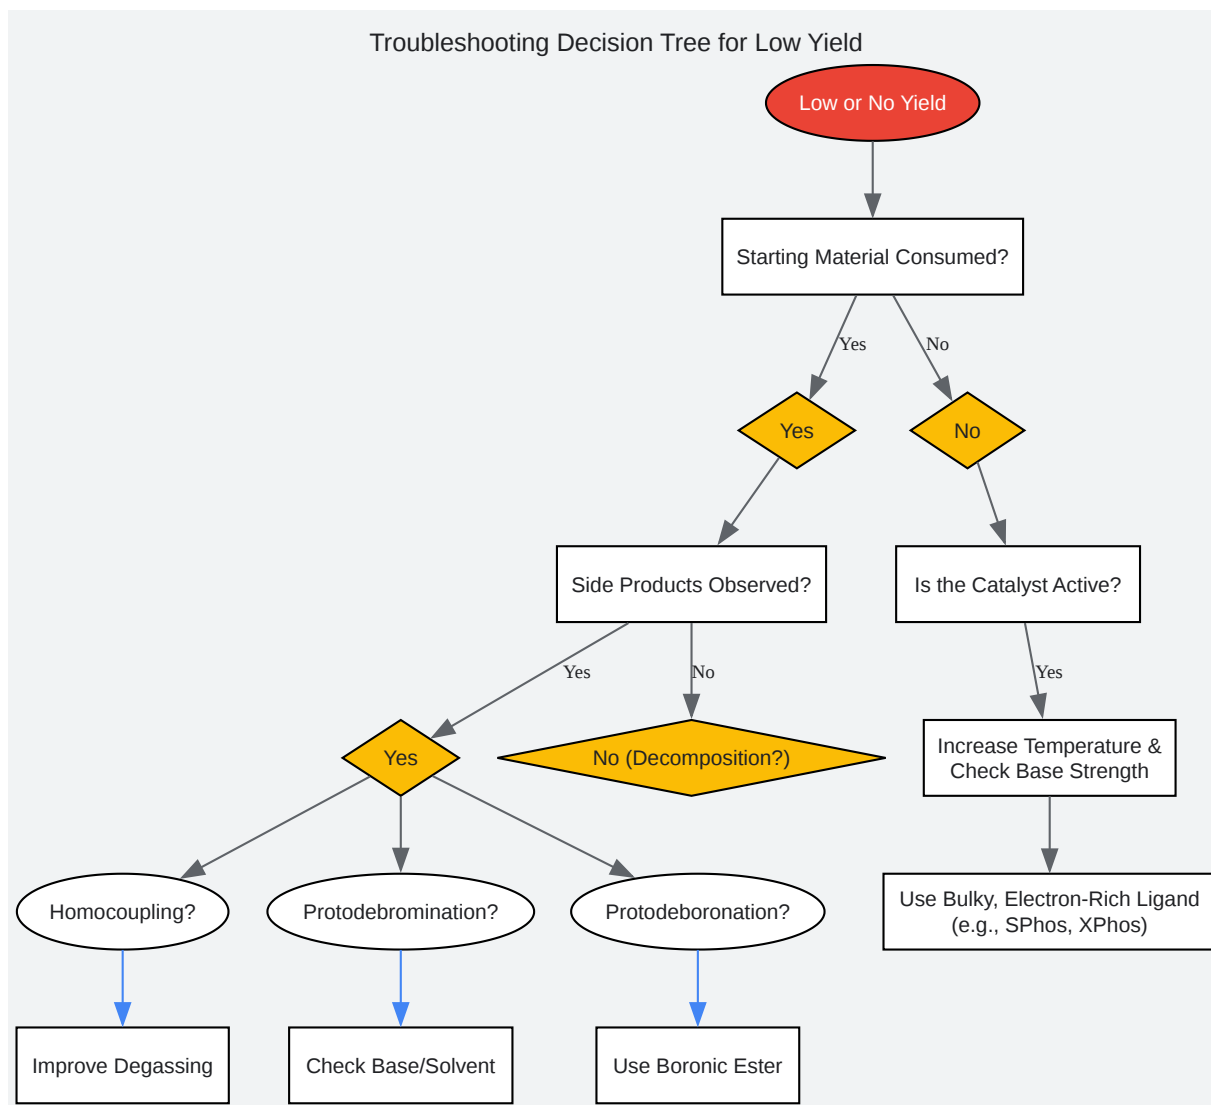 Troubleshooting Decision Tree for Low Yield
Low or No Yield
Starting Material Consumed?
Yes
No
Yes
No
Side Products Observed?
Is the Catalyst Active?
Yes
No
Yes
Yes
No (Decomposition?)
Increase Temperature &
Check Base Strength
Homocoupling?
Protodebromination?
Protodeboronation?
Use Bulky, Electron-Rich Ligand
(e.g., SPhos, XPhos)
Improve Degassing
Check Base/Solvent
Use Boronic Ester